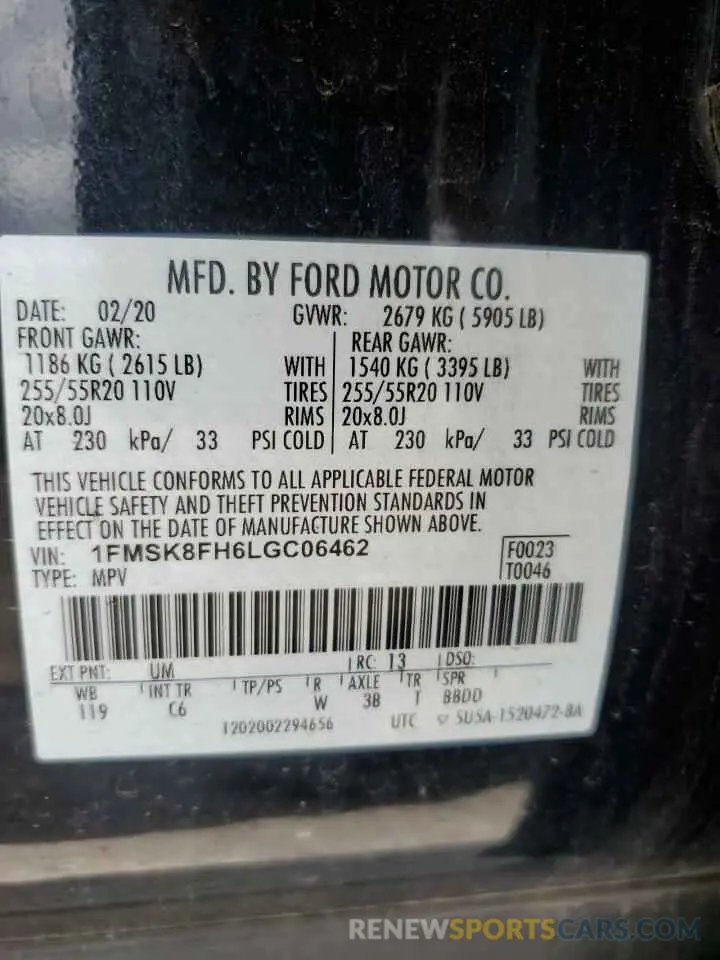 MFD. BY FORD MOTOR CO.
DATE: 02/20 GVWR: 2679 KG ( 5905 LB)
FRONT GAWR: REAR GAWR:
1186 KG ( 2615 LB) WITH 1540 KG ( 3395 LB) WITH
255/55R20 110V TIRES 255/55R20 110V TIRES
20x8.0J RIMS 20x8.0J RIMS
AT 230 kPa/ 33 PSI COLD AT 230 kPa/ 33 PSI COLD
THIS VEHICLE CONFORMS TO ALL APPLICABLE FEDERAL MOTOR
VEHICLE SAFETY AND THEFT PREVENTION STANDARDS IN
EFFECT ON THE DATE OF MANUFACTURE SHOWN ABOVE.
VIN: 1FMSK8FH6LGC06462 F0023
TYPE: MPV T0046
EXT PNT: UM RC: 13 DSO:
WB INT TR TP/PS R AXLE TR SPR
119 C6 W 3B T BBDD
1202002294656 UTC ▽ 5U5A-1520472-BA
RENEWSPORTSCARS.COM